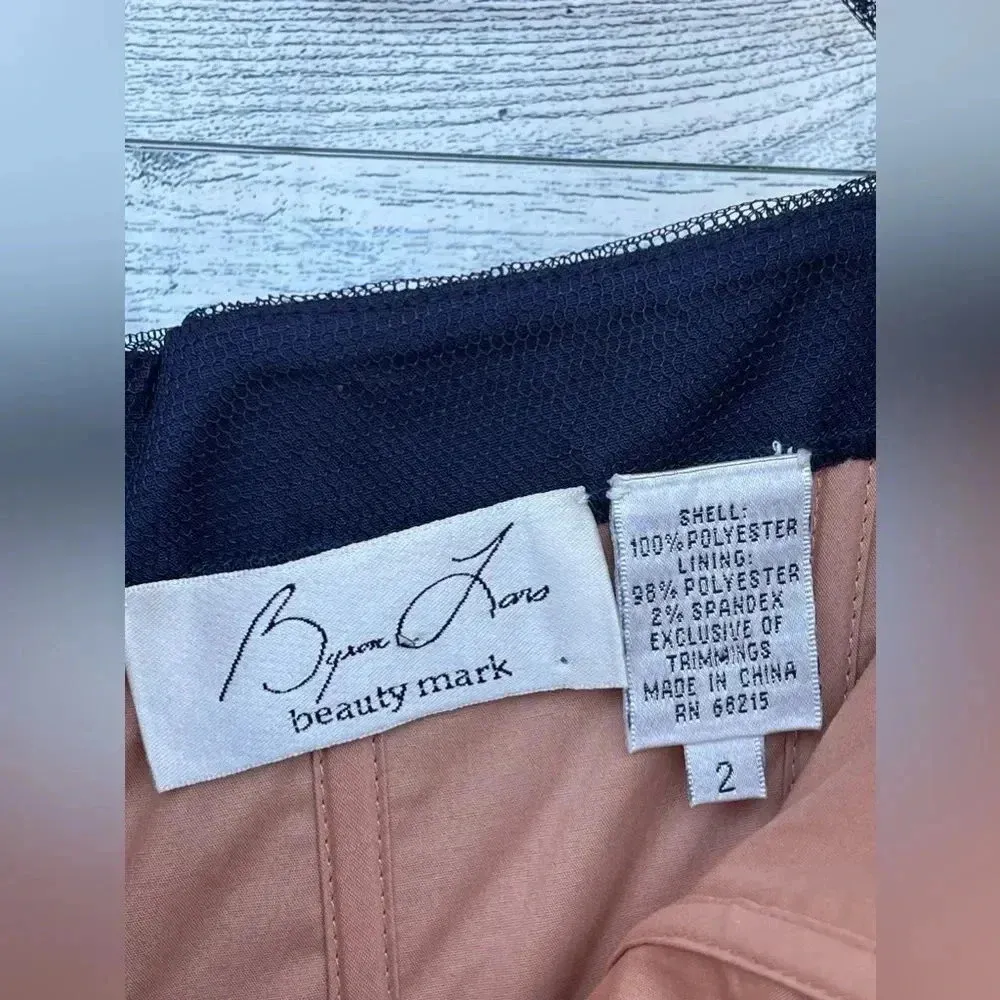 Byron Lars
beauty mark
SHELL:
100% POLYESTER
LINING:
98% POLYESTER
2% SPANDEX
EXCLUSIVE OF
TRIMMINGS
MADE IN CHINA
RN 66215
2